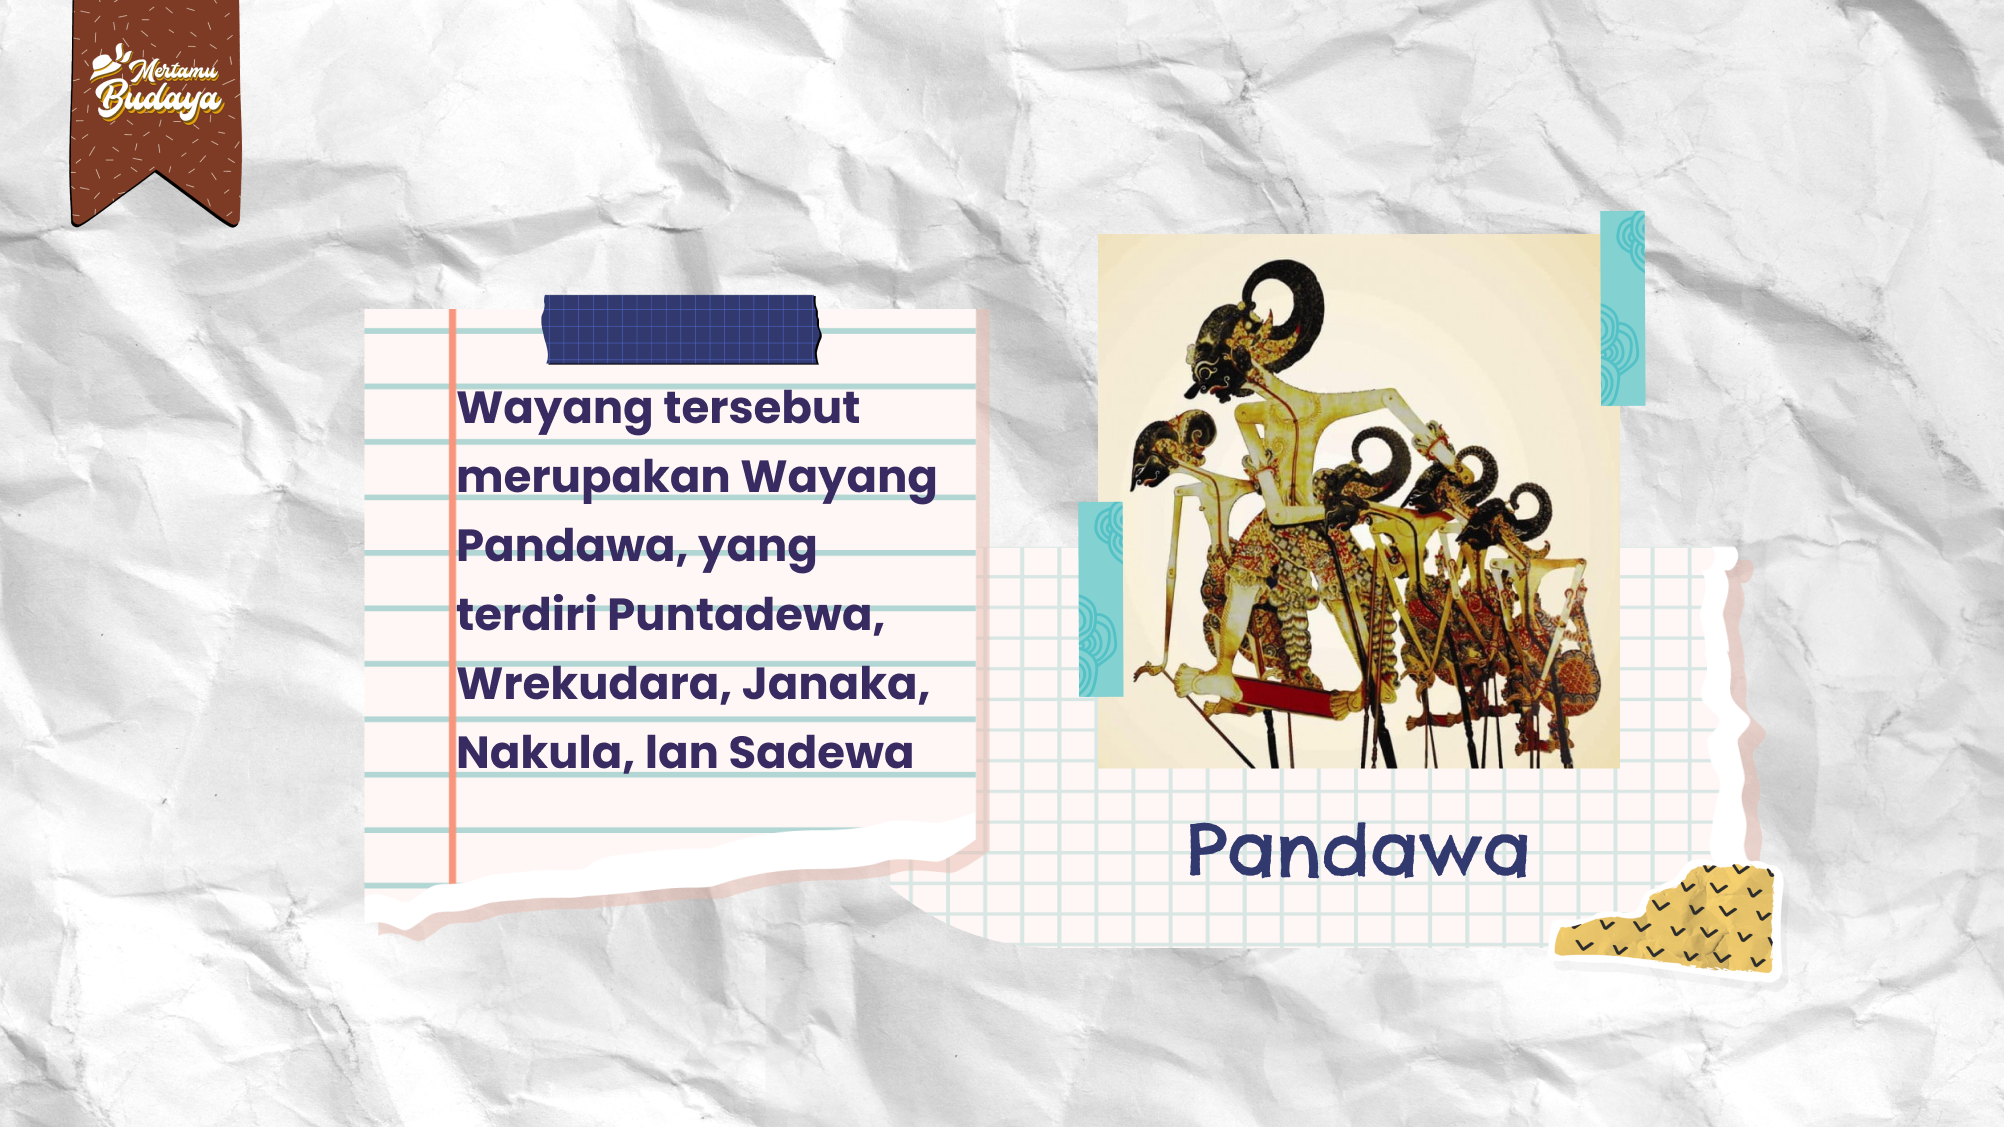 Mertamu
Budaya
Wayang tersebut
merupakan Wayang
Pandawa, yang
terdiri Puntadewa,
Wrekudara, Janaka,
Nakula, lan Sadewa
Pandawa